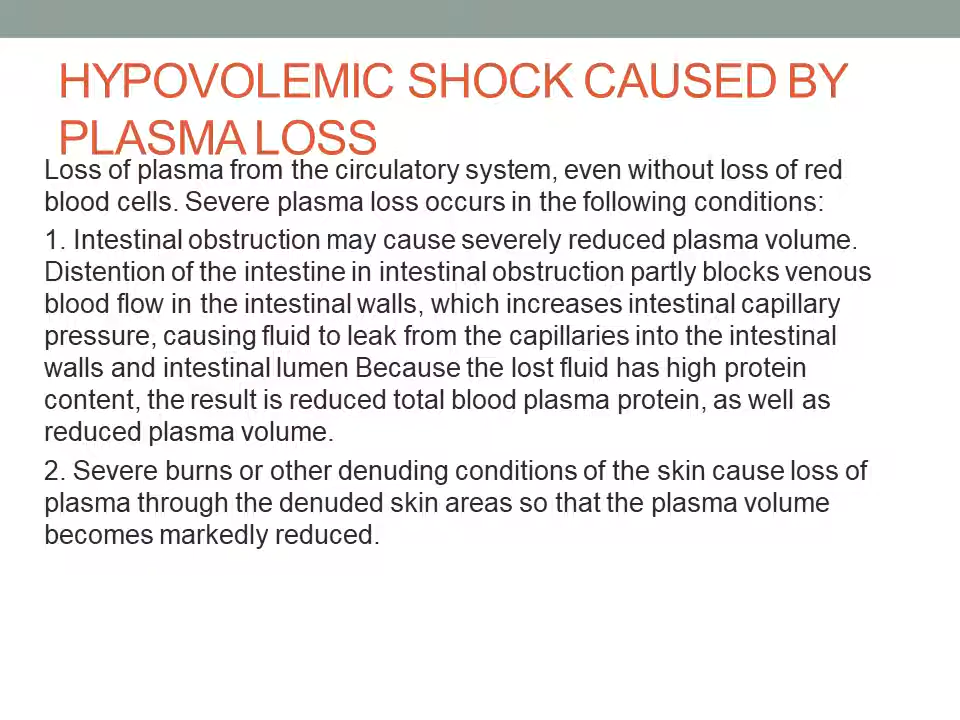 HYPOVOLEMIC SHOCK CAUSED BY
PLASMA LOSS
Loss of plasma from the circulatory system, even without loss of red
blood cells. Severe plasma loss occurs in the following conditions:
1. Intestinal obstruction may cause severely reduced plasma volume.
Distention of the intestine in intestinal obstruction partly blocks venous
blood flow in the intestinal walls, which increases intestinal capillary
pressure, causing fluid to leak from the capillaries into the intestinal
walls and intestinal lumen Because the lost fluid has high protein
content, the result is reduced total blood plasma protein, as well as
reduced plasma volume.
2. Severe burns or other denuding conditions of the skin cause loss of
plasma through the denuded skin areas so that the plasma volume
becomes markedly reduced.